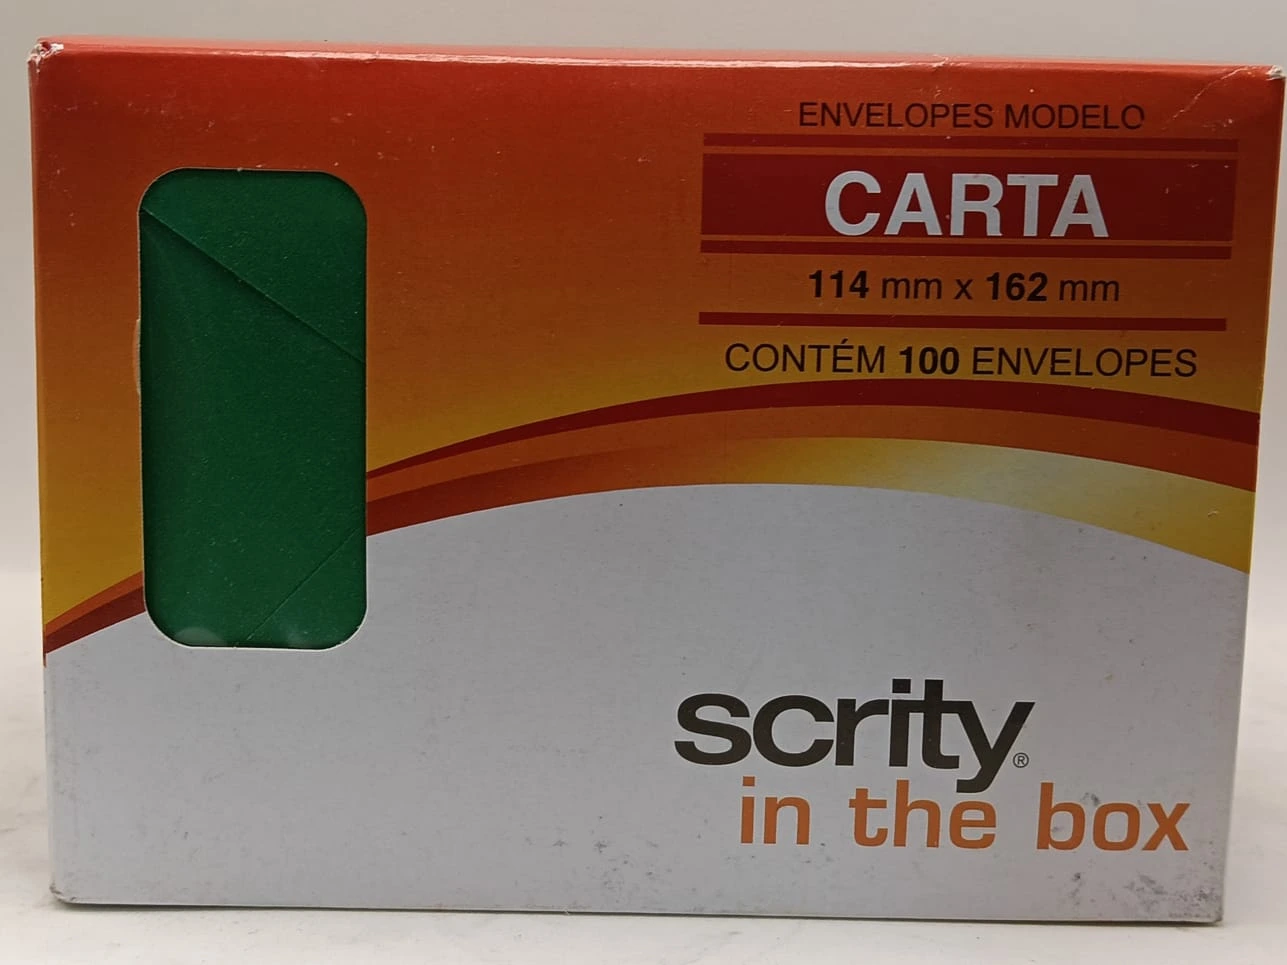 ENVELOPES MODELO
CARTA
114 mm x 162 mm
CONTÉM 100 ENVELOPES
scrity®
in the box